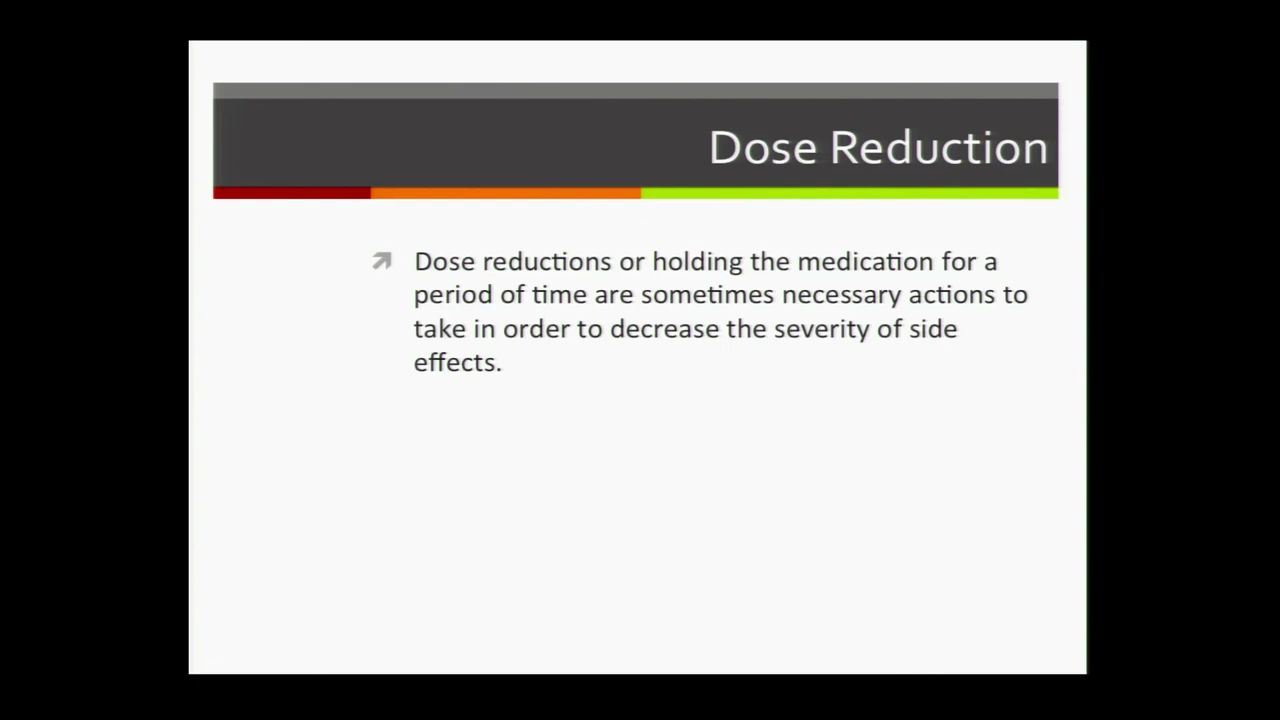 Dose Reduction
Dose reductions or holding the medication for a
period of time are sometimes necessary actions to
take in order to decrease the severity of side
effects.